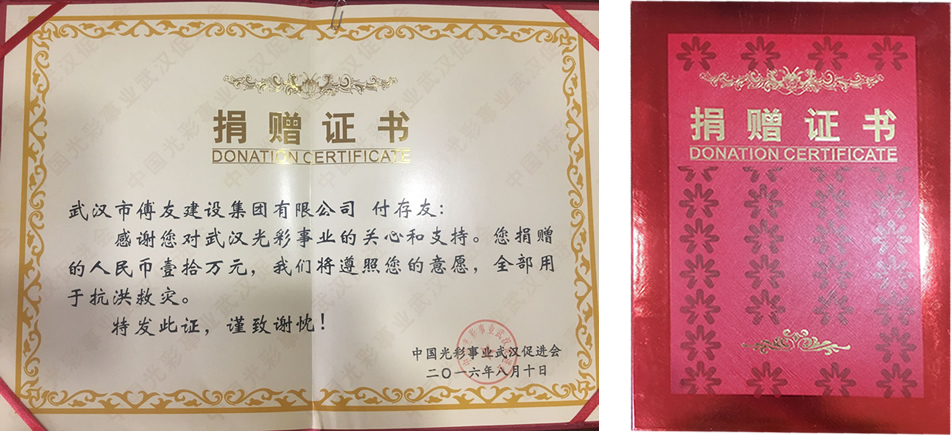 捐赠证书
DONATION CERTIFICATE
武汉市傅友建设集团有限公司 付存友:
感谢您对武汉光彩事业的关心和支持。您捐赠
的人民币壹拾万元，我们将遵照您的意愿，全部用
于抗洪救灾。
特发此证，谨致谢忱！
中国光彩事业武汉促进会
二〇一六年八月十日
捐赠证书
DONATION CERTIFICATE